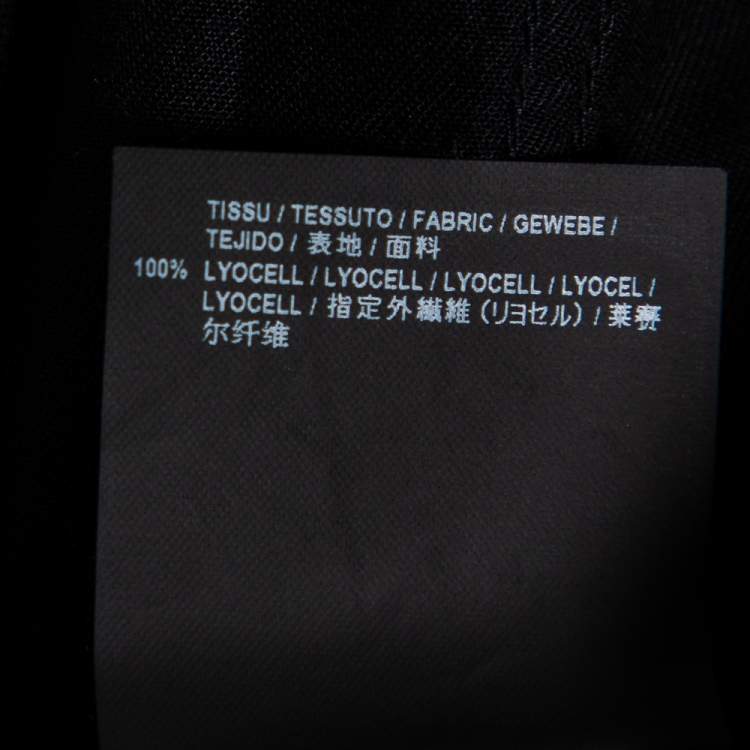 TISSU / TESSUTO / FABRIC / GEWEBE /
TEJIDO / 表地 / 面料
100% LYOCELL / LYOCELL / LYOCELL / LYOCEL /
LYOCELL / 指定外繊維 (リヨセル) / 莱赛
尔纤维